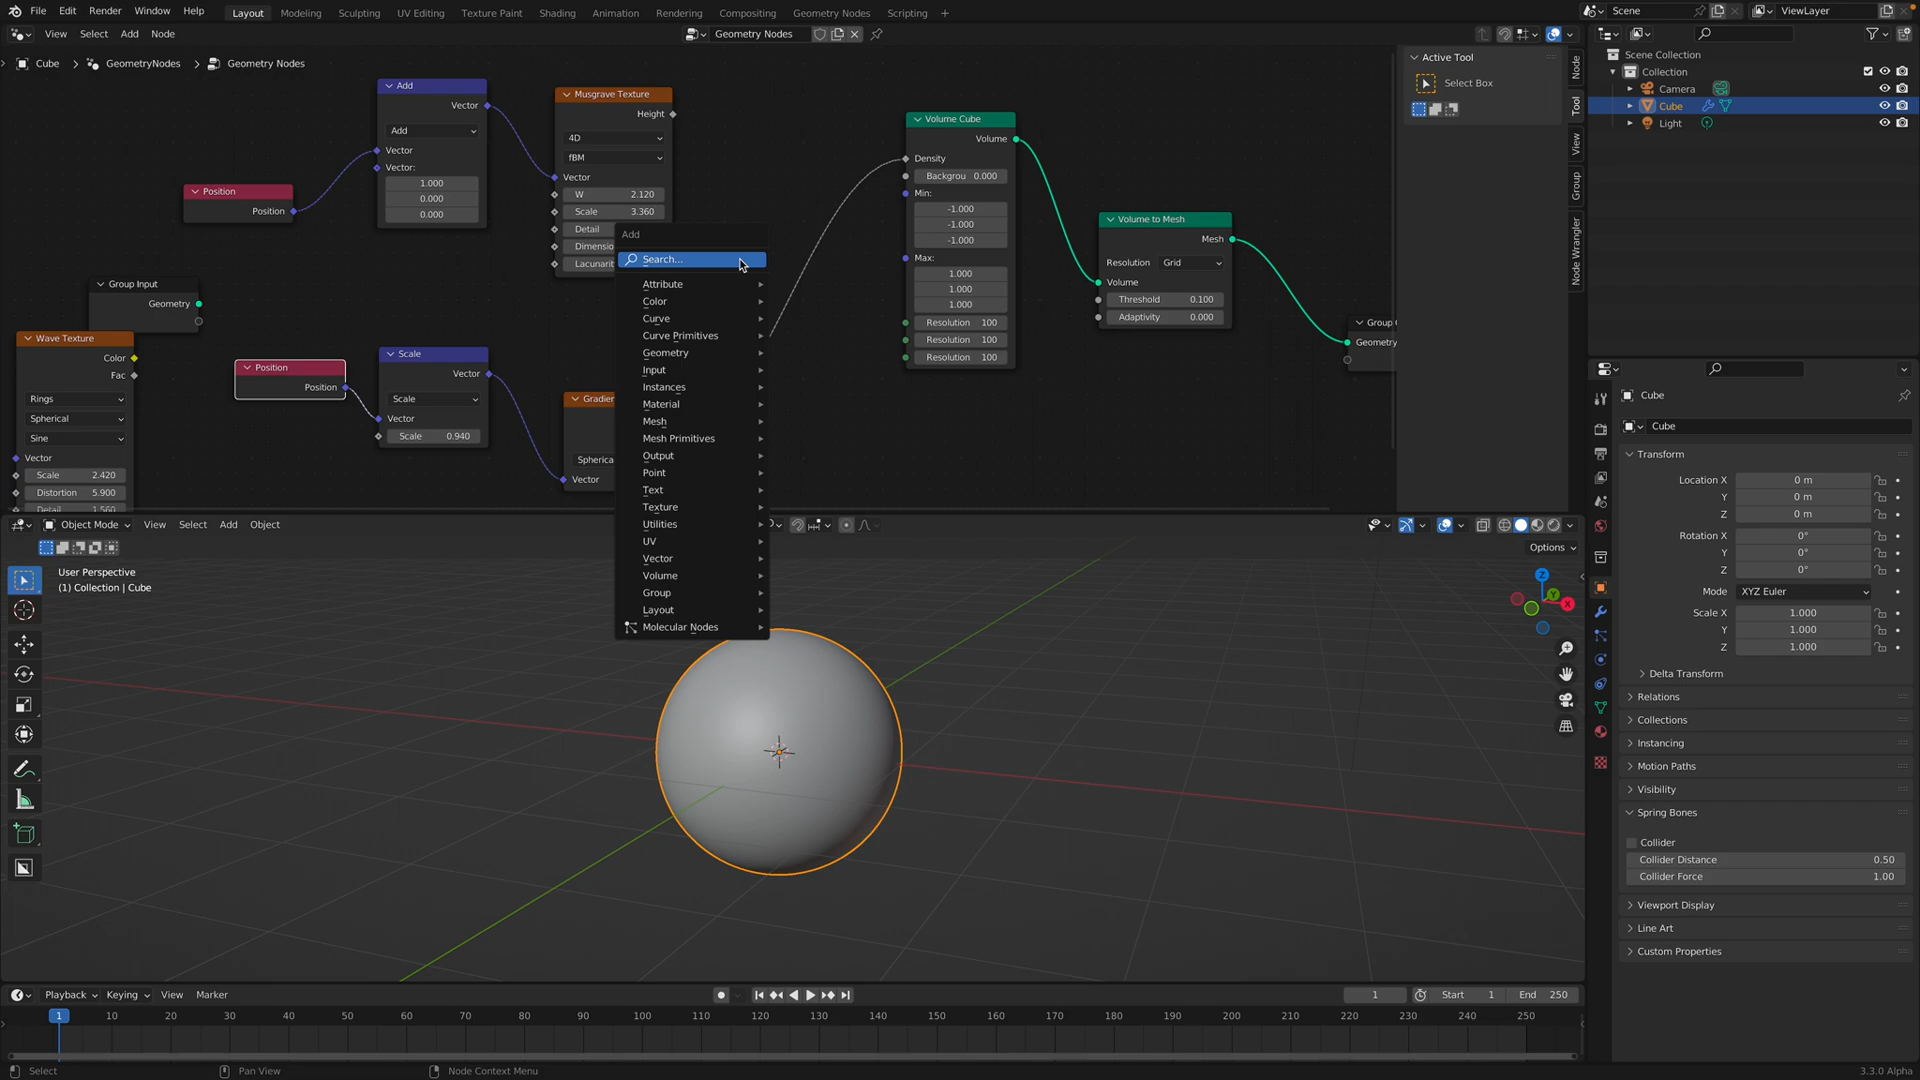 File Edit Render Window Help Layout Modeling Sculpting UV Editing Texture Paint Shading Animation Rendering Compositing Geometry Nodes Scripting + Scene ViewLayer
View Select Add Node Geometry Nodes
Cube > GeometryNodes > Geometry Nodes
Add
Vector
Add
Vector
Vector:
1.000
0.000
0.000
Musgrave Texture
Height
4D
fBM
Vector
W 2.120
Scale 3.360
Detail
Dimensio
Lacunarit
Position
Position
Group Input
Geometry
Wave Texture
Color
Fac
Rings
Spherical
Sine
Vector
Scale 2.420
Distortion 5.900
Detail 1.560
Position
Position
Scale
Vector
Scale
Vector
Scale 0.940
Gradien
Spherica
Vector
Add
Search...
Attribute
Color
Curve
Curve Primitives
Geometry
Input
Instances
Material
Mesh
Mesh Primitives
Output
Point
Text
Texture
Utilities
UV
Vector
Volume
Group
Layout
Molecular Nodes
Volume Cube
Volume
Density
Backgrou 0.000
Min:
-1.000
-1.000
-1.000
Max:
1.000
1.000
1.000
Resolution 100
Resolution 100
Resolution 100
Volume to Mesh
Mesh
Resolution Grid
Volume
Threshold 0.100
Adaptivity 0.000
Group
Geometry
Active Tool
Select Box
Node
Tool
View
Group
Node Wrangler
Scene Collection
Collection
Camera
Cube
Light
Object Mode View Select Add Object
Options
User Perspective
(1) Collection | Cube
Z
Y
X
Cube
Cube
Transform
Location X 0 m
Y 0 m
Z 0 m
Rotation X 0°
Y 0°
Z 0°
Mode XYZ Euler
Scale X 1.000
Y 1.000
Z 1.000
Delta Transform
Relations
Collections
Instancing
Motion Paths
Visibility
Spring Bones
Collider
Collider Distance 0.50
Collider Force 1.00
Viewport Display
Line Art
Custom Properties
Playback Keying View Marker 1 Start 1 End 250
1 10 20 30 40 50 60 70 80 90 100 110 120 130 140 150 160 170 180 190 200 210 220 230 240 250
Select Pan View Node Context Menu 3.3.0 Alpha